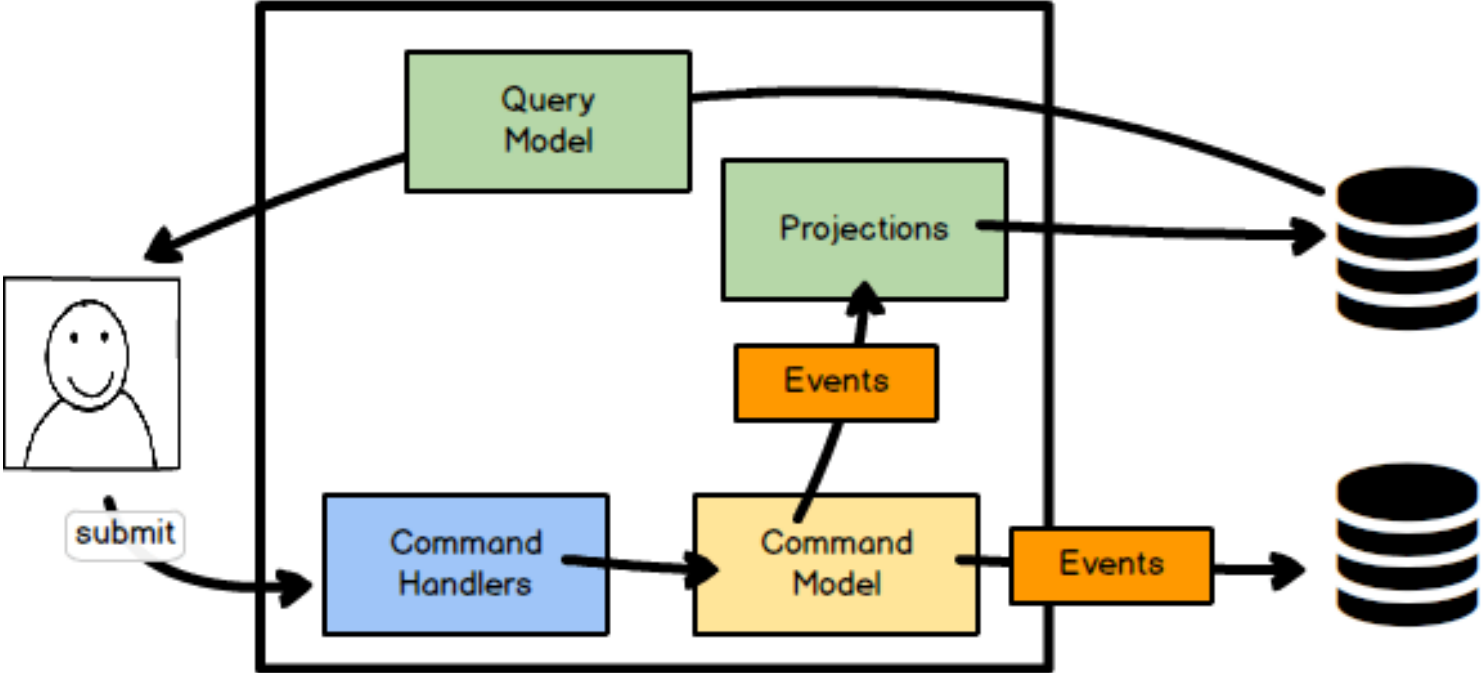 Query
Model
Projections
Events
submit
Command
Handlers
Command
Model
Events